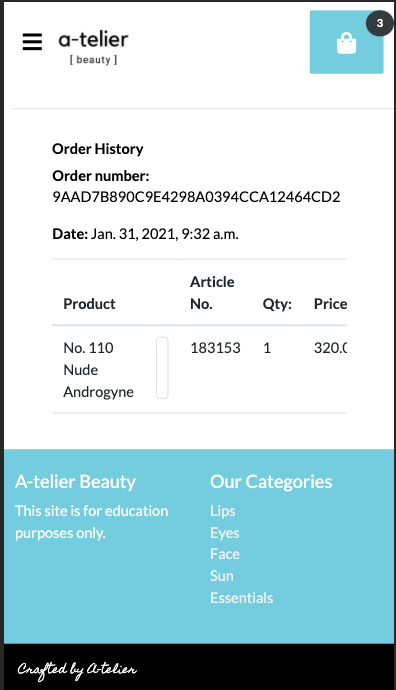 3
a-telier
[ beauty ]
Order History
Order number:
9AAD7B890C9E4298A0394CCA12464CD2
Date: Jan. 31, 2021, 9:32 a.m.
Product Article No. Qty: Price
No. 110 Nude Androgyne 183153 1 320.0
A-telier Beauty
This site is for education
purposes only.
Our Categories
Lips
Eyes
Face
Sun
Essentials
Crafted by A-telier